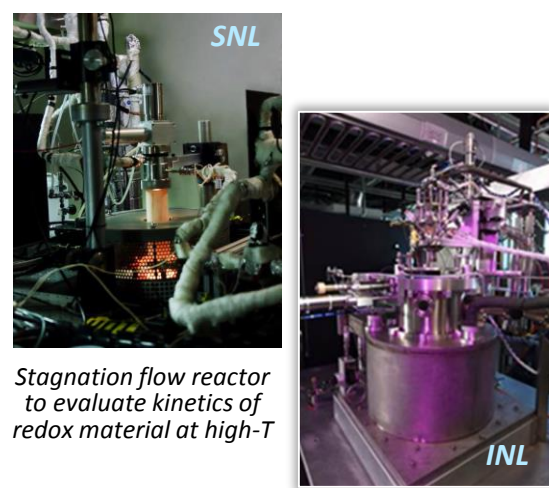 SNL
Stagnation flow reactor
to evaluate kinetics of
redox material at high-T
INL